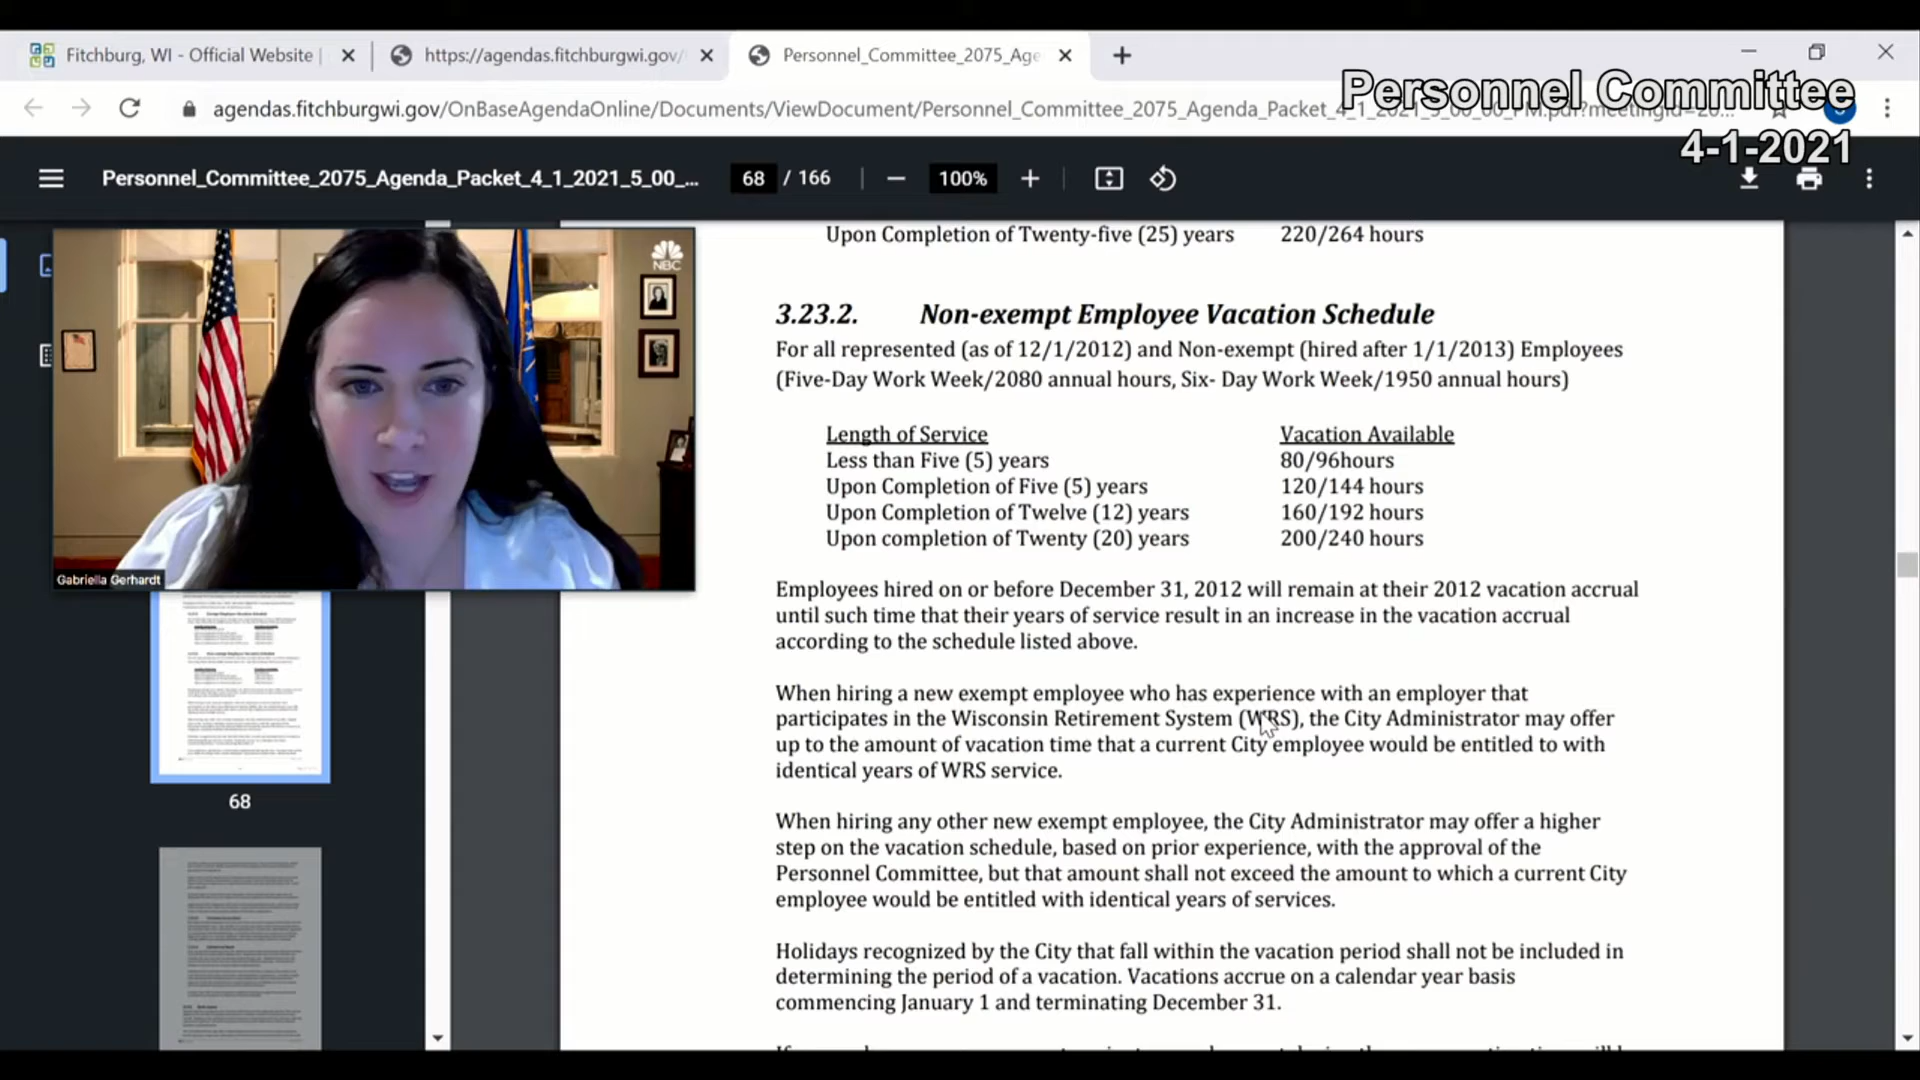 Fitchburg, WI - Official Website |
https://agendas.fitchburgwi.gov/
Personnel_Committee_2075_Age
Personnel Committee
4-1-2021
agendas.fitchburgwi.gov/OnBaseAgendaOnline/Documents/ViewDocument/Personnel_Committee_2075_Agenda_Packet_4_1_2021_5_00_00_PM.pdf?meetingId=20...
Personnel_Committee_2075_Agenda_Packet_4_1_2021_5_00_...
68 / 166
100%
NBC
Gabriella Gerhardt
68
Upon Completion of Twenty-five (25) years 220/264 hours
3.23.2. Non-exempt Employee Vacation Schedule
For all represented (as of 12/1/2012) and Non-exempt (hired after 1/1/2013) Employees
(Five-Day Work Week/2080 annual hours, Six- Day Work Week/1950 annual hours)
Length of Service Vacation Available
Less than Five (5) years 80/96hours
Upon Completion of Five (5) years 120/144 hours
Upon Completion of Twelve (12) years 160/192 hours
Upon completion of Twenty (20) years 200/240 hours
Employees hired on or before December 31, 2012 will remain at their 2012 vacation accrual
until such time that their years of service result in an increase in the vacation accrual
according to the schedule listed above.
When hiring a new exempt employee who has experience with an employer that
participates in the Wisconsin Retirement System (WRS), the City Administrator may offer
up to the amount of vacation time that a current City employee would be entitled to with
identical years of WRS service.
When hiring any other new exempt employee, the City Administrator may offer a higher
step on the vacation schedule, based on prior experience, with the approval of the
Personnel Committee, but that amount shall not exceed the amount to which a current City
employee would be entitled with identical years of services.
Holidays recognized by the City that fall within the vacation period shall not be included in
determining the period of a vacation. Vacations accrue on a calendar year basis
commencing January 1 and terminating December 31.